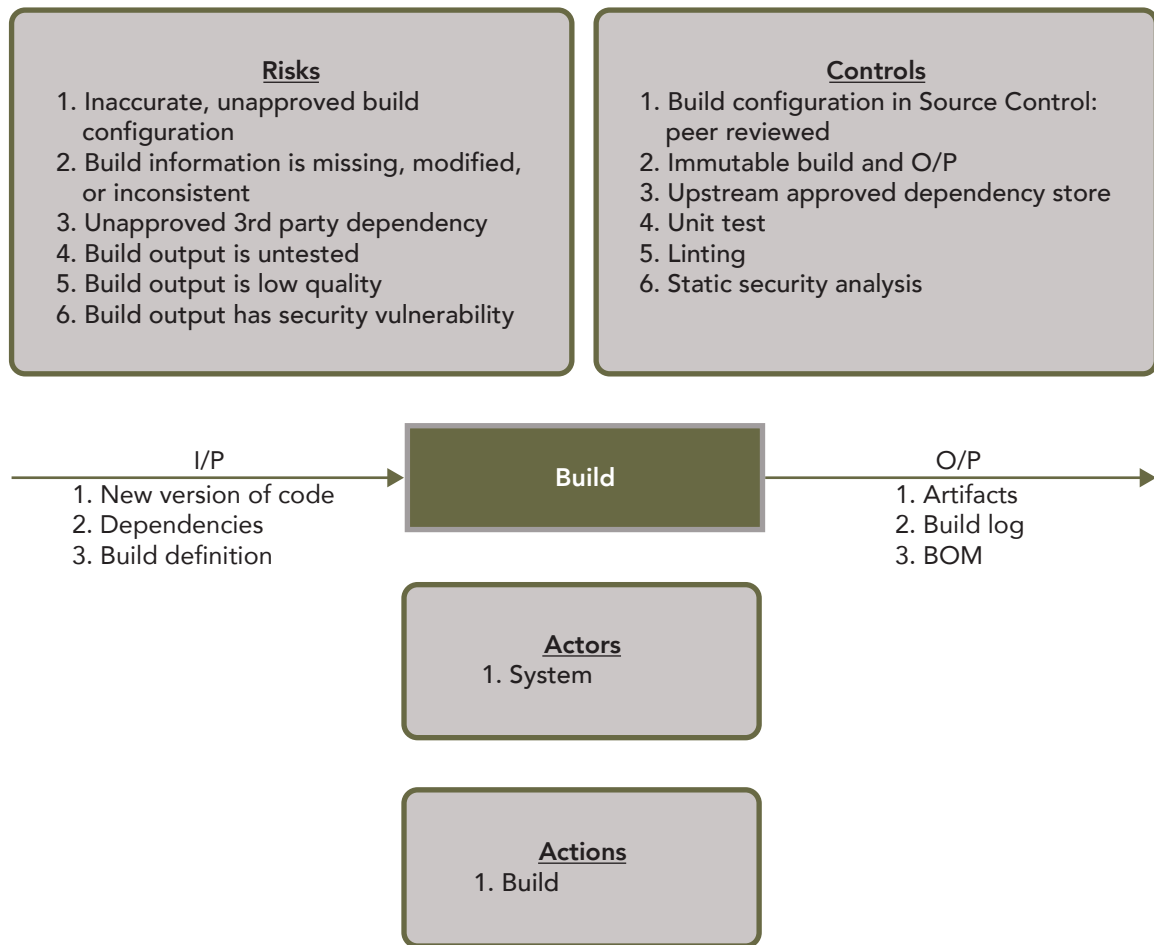 Risks
1. Inaccurate, unapproved build
configuration
2. Build information is missing, modified,
or inconsistent
3. Unapproved 3rd party dependency
4. Build output is untested
5. Build output is low quality
6. Build output has security vulnerability
Controls
1. Build configuration in Source Control:
peer reviewed
2. Immutable build and O/P
3. Upstream approved dependency store
4. Unit test
5. Linting
6. Static security analysis
I/P
1. New version of code
2. Dependencies
3. Build definition
Build
O/P
1. Artifacts
2. Build log
3. BOM
Actors
1. System
Actions
1. Build